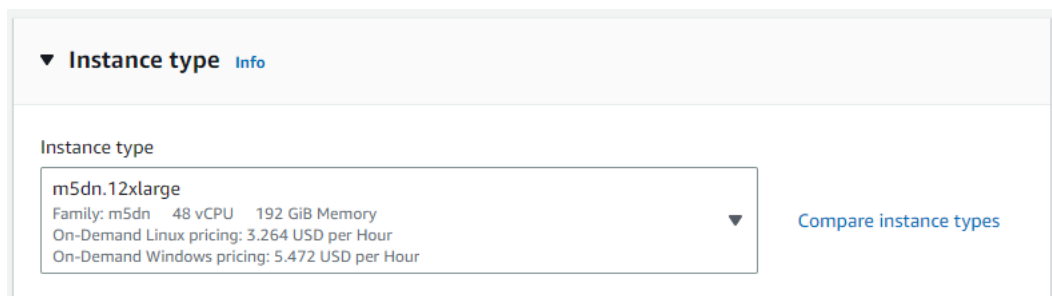 Instance type Info
Instance type
m5dn.12xlarge
Family: m5dn 48 vCPU 192 GiB Memory
On-Demand Linux pricing: 3.264 USD per Hour
On-Demand Windows pricing: 5.472 USD per Hour
Compare instance types